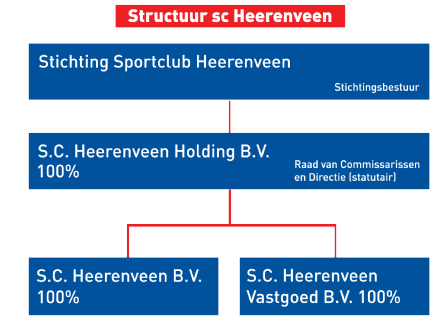 Structuur sc Heerenveen
Stichting Sportclub Heerenveen
Stichtingsbestuur
S.C. Heerenveen Holding B.V.
100%
Raad van Commissarissen
en Directie (statutair)
S.C. Heerenveen B.V.
100%
S.C. Heerenveen
Vastgoed B.V. 100%